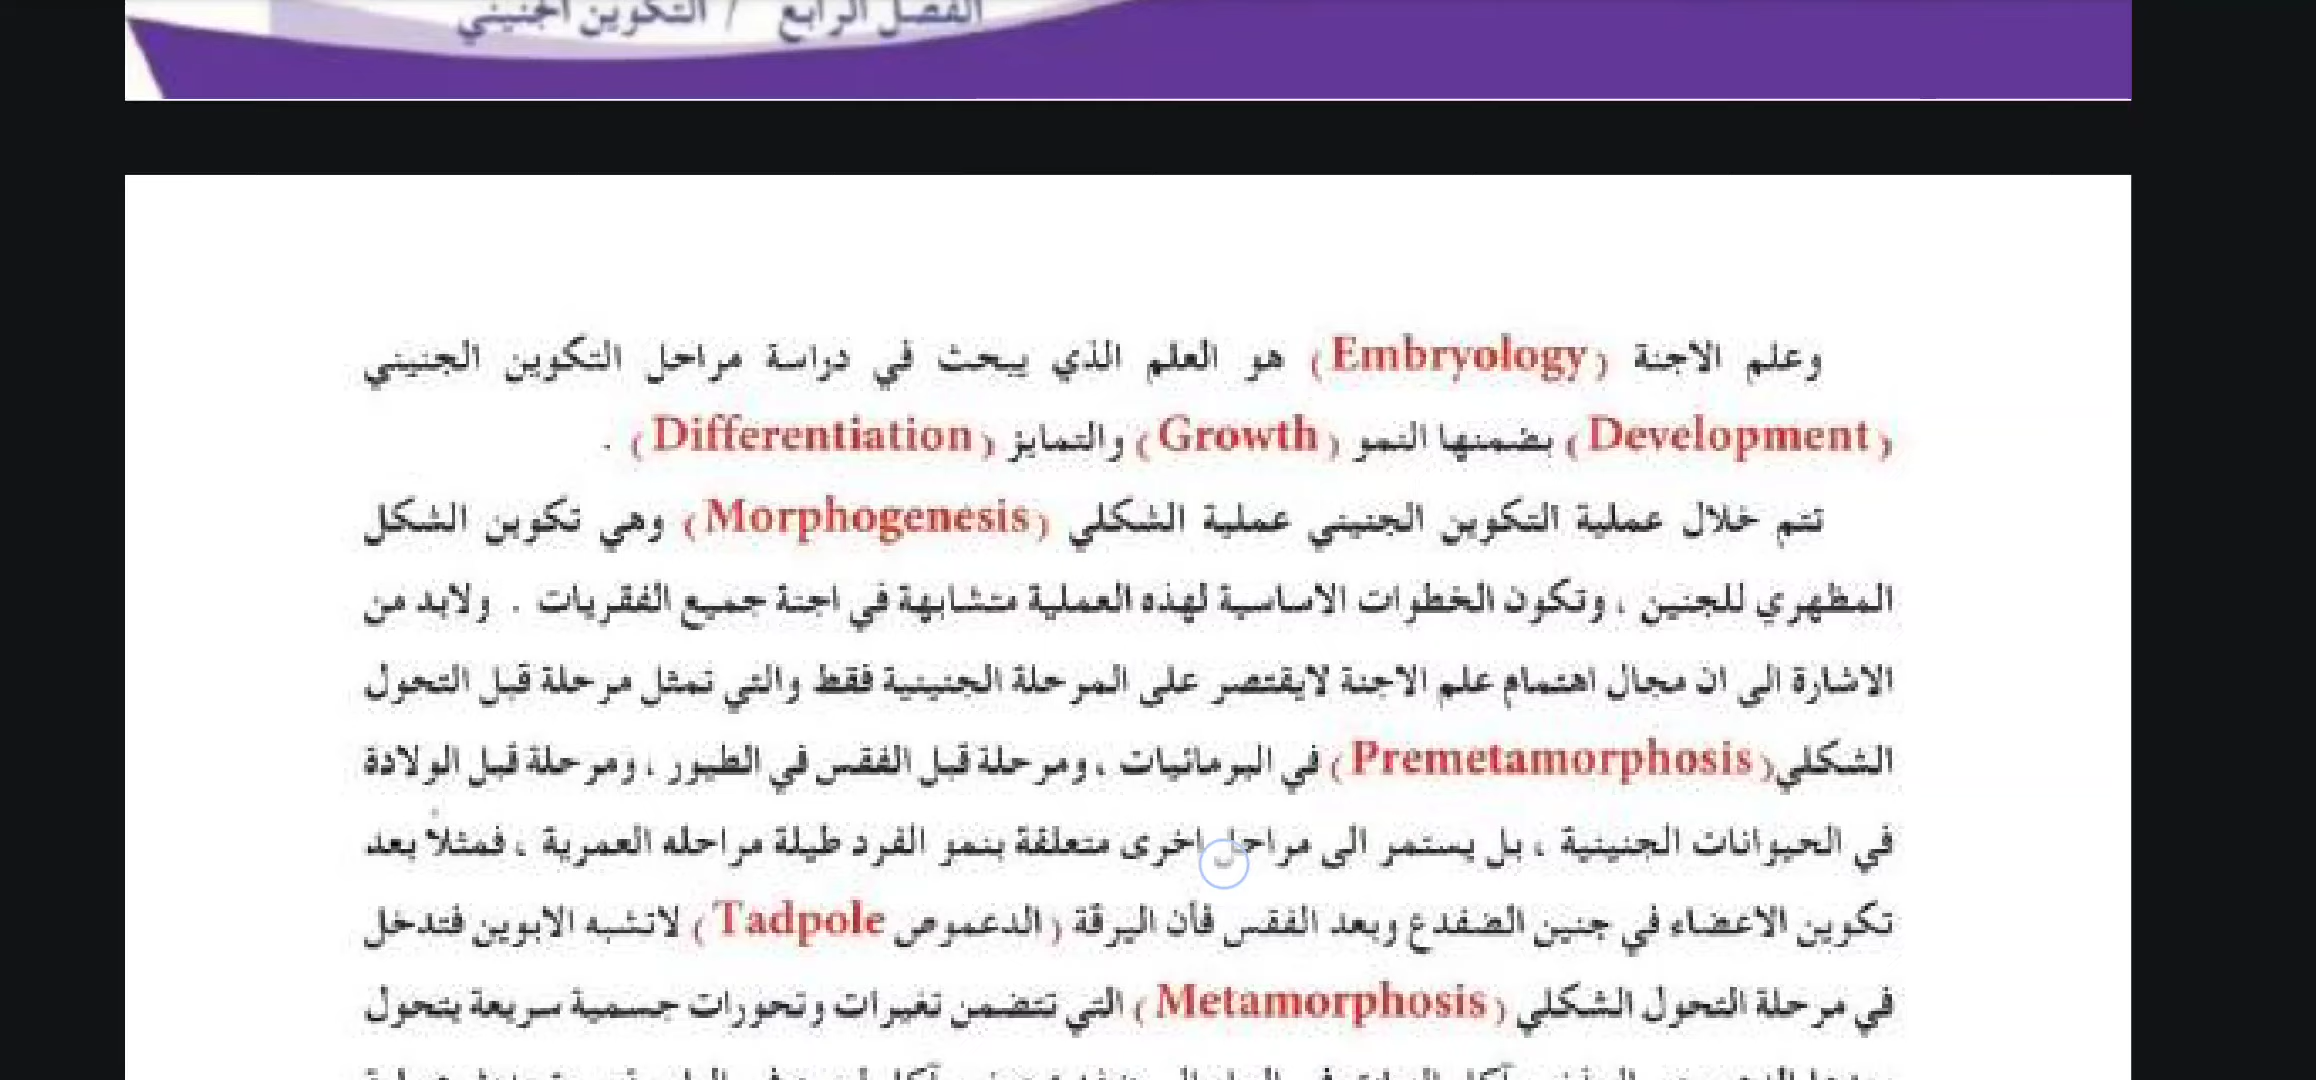 الفصل الرابع / التكوين الجنيني
وعلم الاجنة (Embryology) هو العلم الذي يبحث في دراسة مراحل التكوين الجنيني
(Development) بضمنها النمو (Growth) والتمايز (Differentiation) .
تتم خلال عملية التكوين الجنيني عملية الشكلي (Morphogenesis) وهي تكوين الشكل
المظهري للجنين ، وتكون الخطوات الاساسية لهذه العملية متشابهة في اجنة جميع الفقريات . ولابد من
الاشارة الى ان مجال اهتمام علم الاجنة لايقتصر على المرحلة الجنينية فقط والتي تمثل مرحلة قبل التحول
الشكلي(Premetamorphosis) في البرمائيات ، ومرحلة قبل الفقس في الطيور ، ومرحلة قبل الولادة
في الحيوانات الجنينية ، بل يستمر الى مراحل اخرى متعلقة بنمو الفرد طيلة مراحله العمرية ، فمثلاً بعد
تكوين الاعضاء في جنين الضفدع وبعد الفقس فأن اليرقة (الدعموص Tadpole) لاتشبه الابوين فتدخل
في مرحلة التحول الشكلي (Metamorphosis) التي تتضمن تغيرات وتحورات جسمية سريعة يتحول